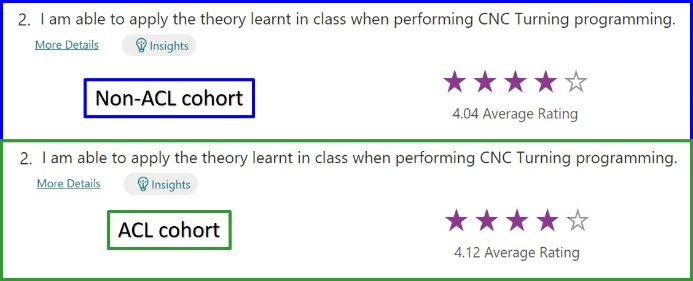 2. I am able to apply the theory learnt in class when performing CNC Turning programming.
More Details
Insights
Non-ACL cohort
4.04 Average Rating
2. I am able to apply the theory learnt in class when performing CNC Turning programming.
More Details
Insights
ACL cohort
4.12 Average Rating